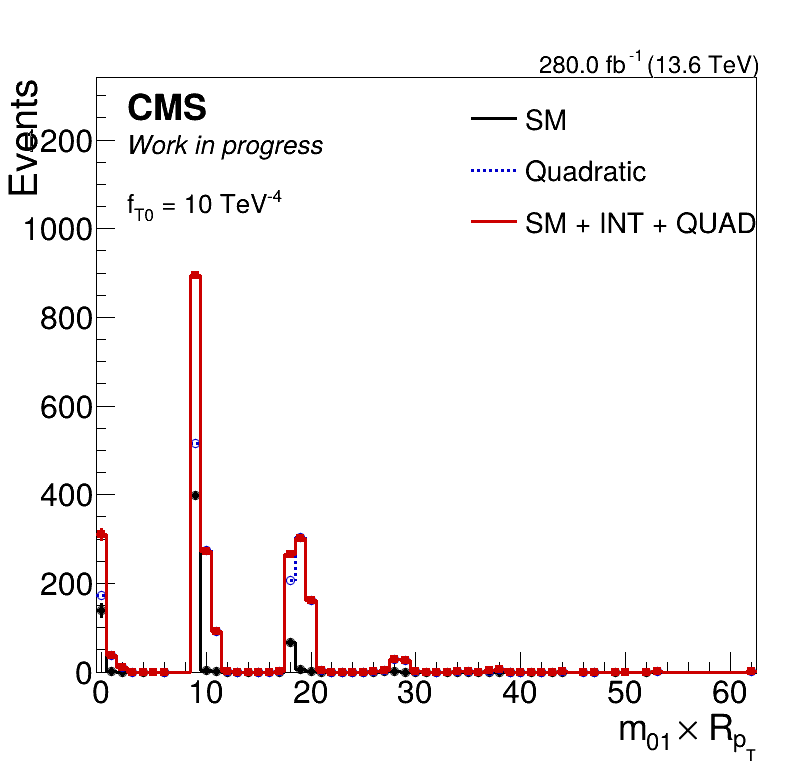 280.0 fb⁻¹ (13.6 TeV)
Events
CMS
Work in progress
f_T0 = 10 TeV⁻⁴
SM
Quadratic
SM + INT + QUAD
1200
1000
800
600
400
200
0
0 10 20 30 40 50 60
m₀₁ × R_p_T